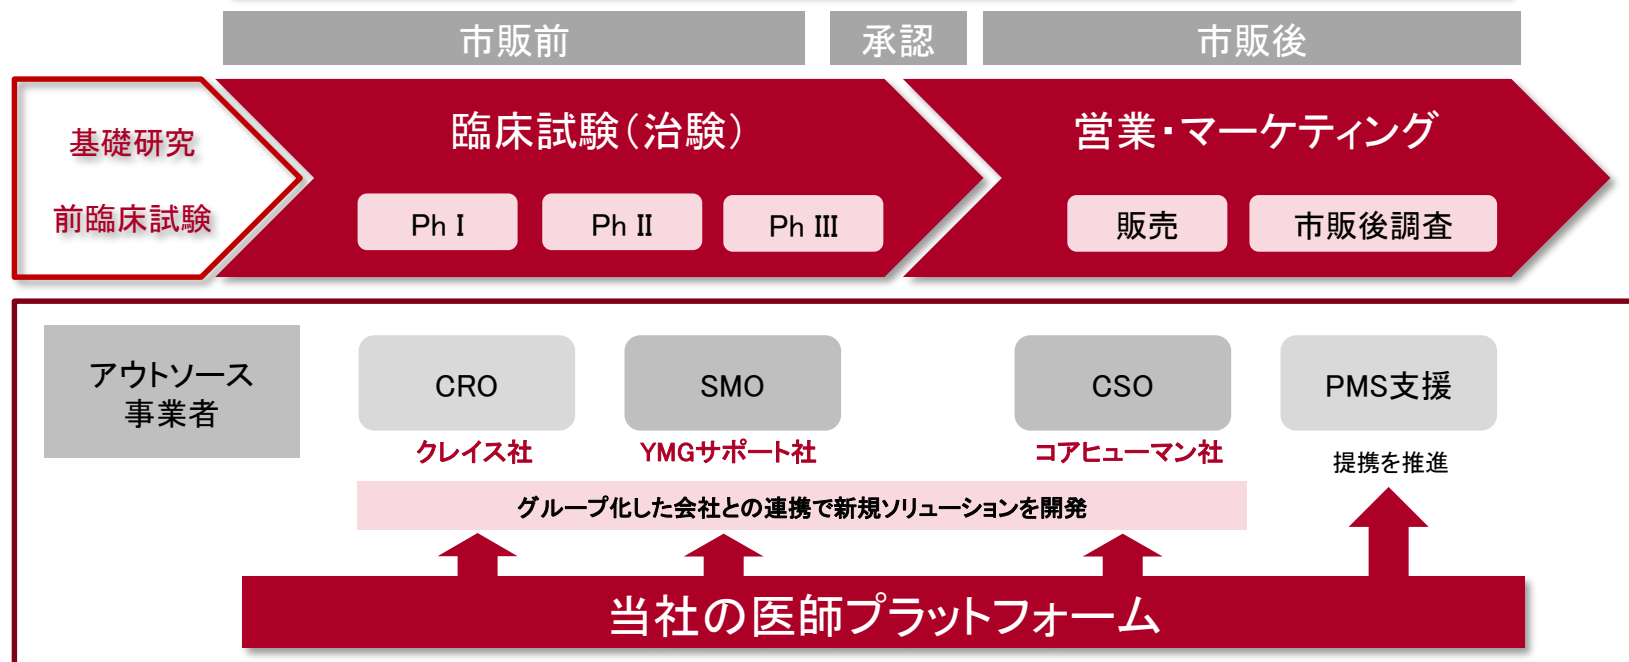 市販前
承認
市販後
基礎研究
前臨床試験
臨床試験(治験)
Ph I
Ph II
Ph III
営業・マーケティング
販売
市販後調査
アウトソース
事業者
CRO
SMO
CSO
PMS支援
クレイス社
YMGサポート社
コアヒューマン社
提携を推進
グループ化した会社との連携で新規ソリューションを開発
当社の医師プラットフォーム